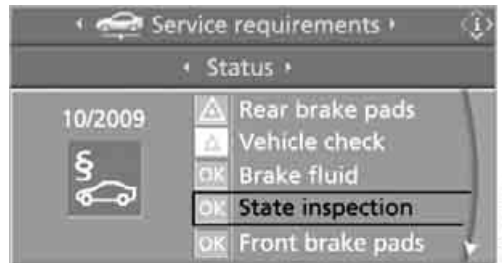 Service requirements
Status
10/2009
Rear brake pads
Vehicle check
§
OK Brake fluid
OK State inspection
OK Front brake pads